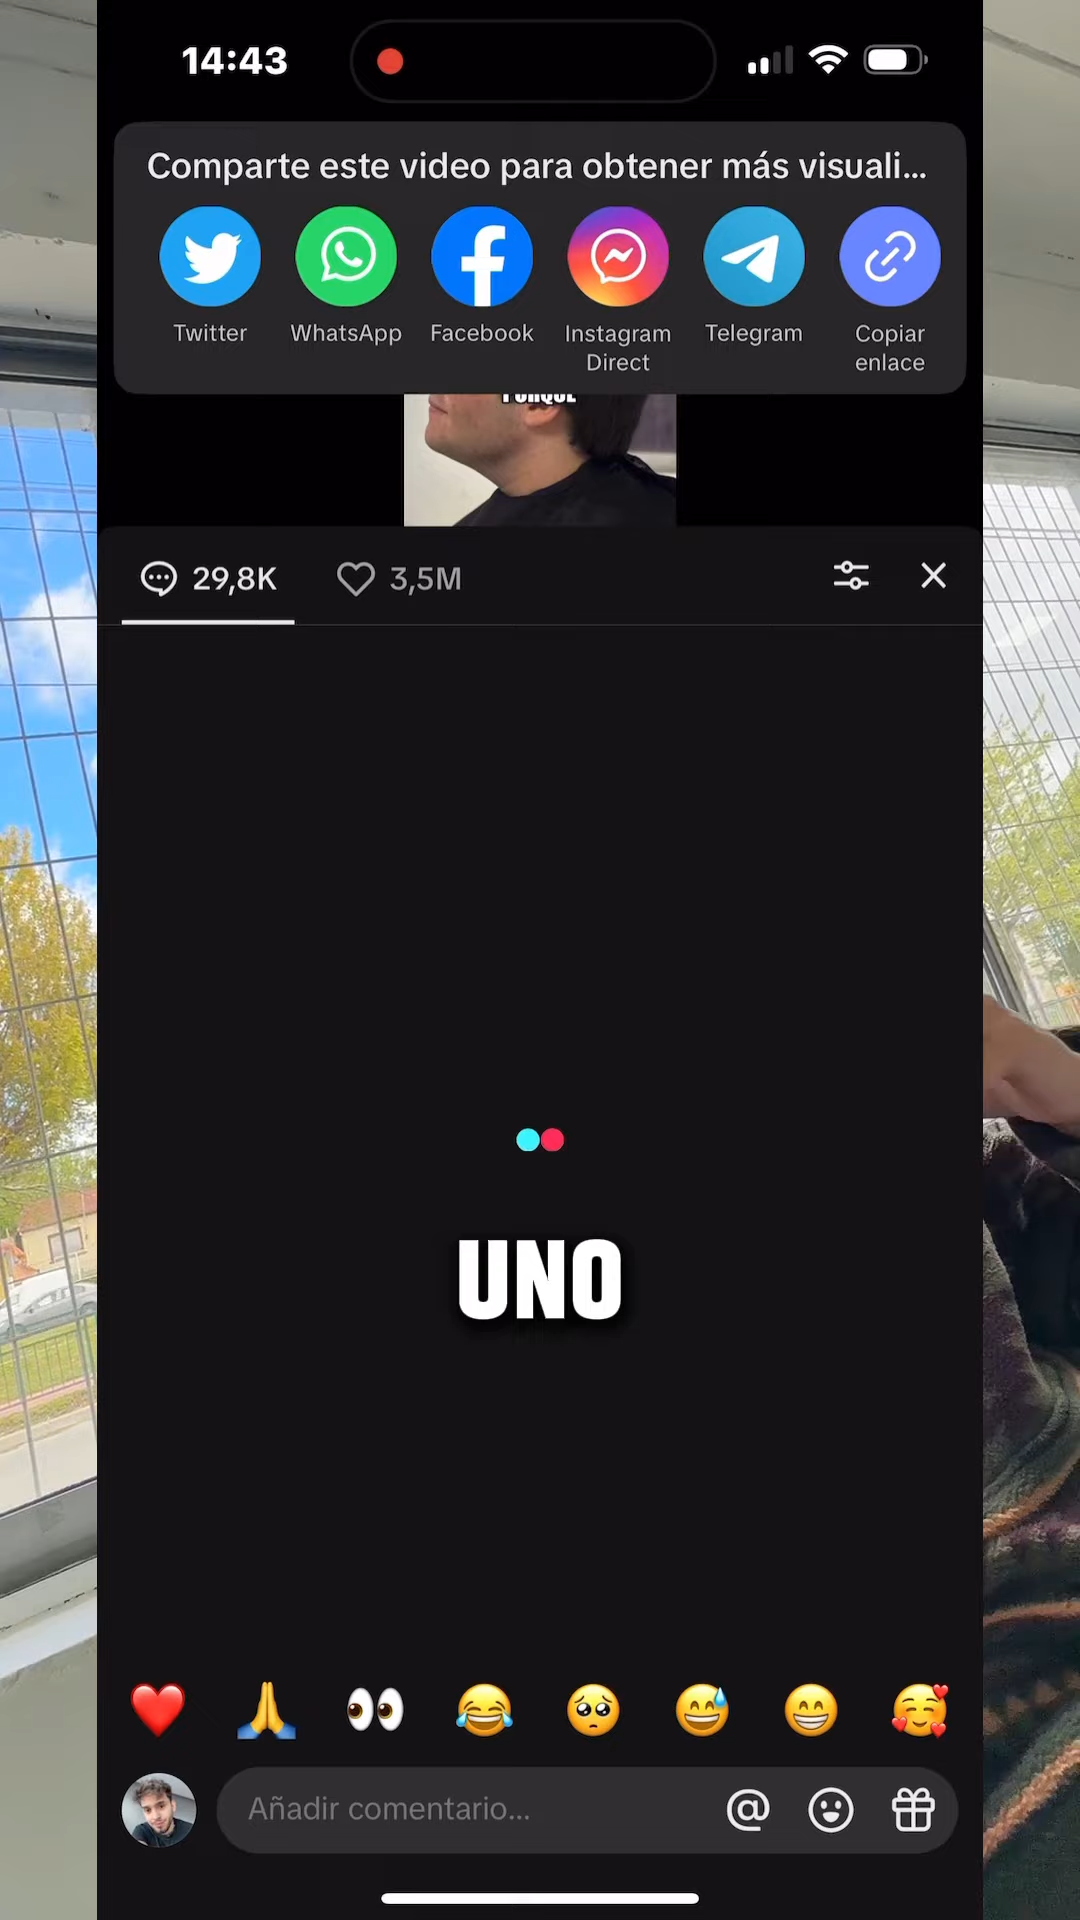 14:43
Comparte este video para obtener más visuali...
Twitter
WhatsApp
Facebook
Instagram
Direct
Telegram
Copiar
enlace
PORQUE
29,8K
3,5M
UNO
Añadir comentario...